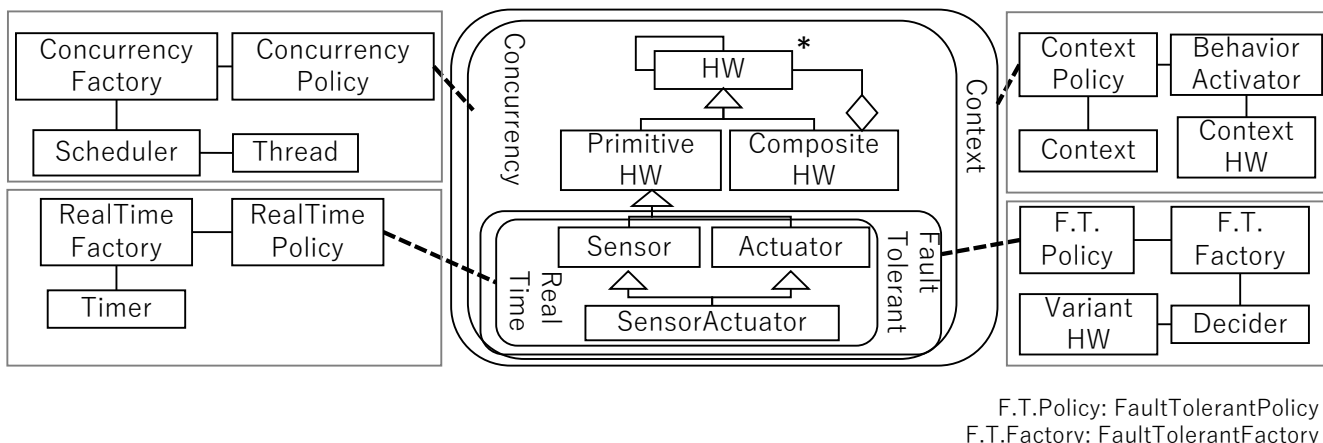 Concurrency
Factory
Concurrency
Policy
Scheduler
Thread
RealTime
Factory
RealTime
Policy
Timer
Concurrency
*
HW
Primitive
HW
Composite
HW
Context
Sensor
Actuator
SensorActuator
Real
Time
Fault
Tolerant
Context
Policy
Behavior
Activator
Context
Context
HW
F.T.
Policy
F.T.
Factory
Variant
HW
Decider
F.T.Policy: FaultTolerantPolicy
F.T.Factory: FaultTolerantFactory